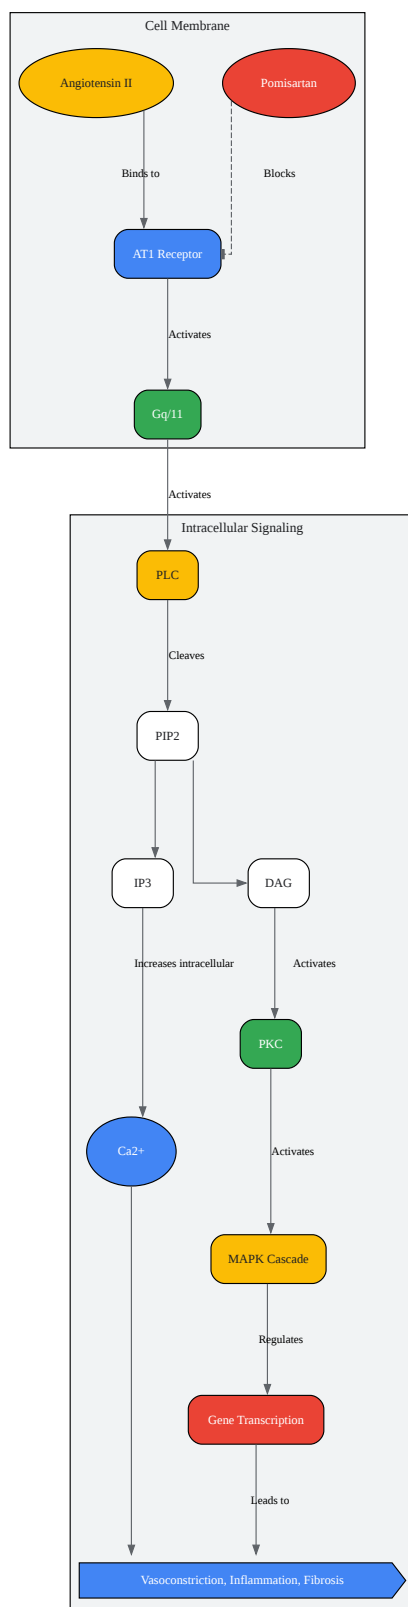 Cell Membrane
Angiotensin II
Pomisartan
Binds to
Blocks
AT1 Receptor
Activates
Gq/11
Activates
Intracellular Signaling
PLC
Cleaves
PIP2
IP3
DAG
Increases intracellular
Activates
PKC
Ca2+
Activates
MAPK Cascade
Regulates
Gene Transcription
Leads to
Vasoconstriction, Inflammation, Fibrosis